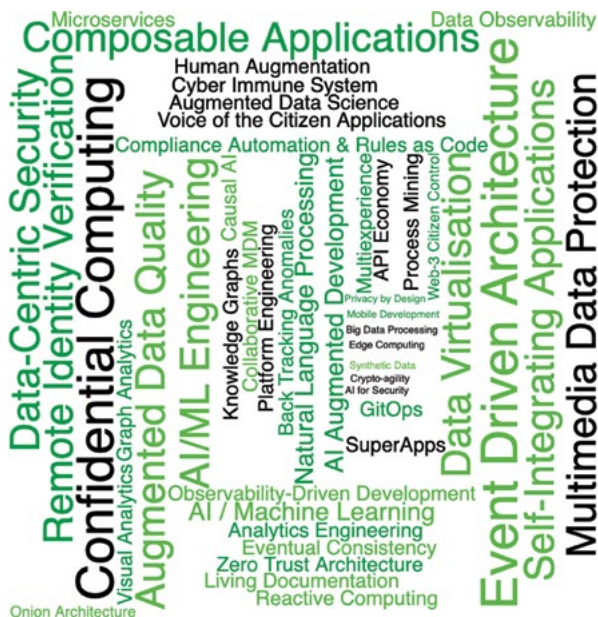 Microservices
Data Observability
Composable Applications
Human Augmentation
Cyber Immune System
Augmented Data Science
Voice of the Citizen Applications
Compliance Automation & Rules as Code
Data-Centric Security
Remote Identity Verification
Confidential Computing
Visual Analytics
Graph Analytics
Augmented Data Quality
AI/ML Engineering
Causal AI
Knowledge Graphs
Collaborative MDM
Platform Engineering
Back Tracking Anomalies
Natural Language Processing
AI Augmented Development
Multiexperience
API Economy
Process Mining
Web-3 Citizen Control
Privacy by Design
Mobile Development
Big Data Processing
Edge Computing
Synthetic Data
Crypto-agility
AI for Security
GitOps
SuperApps
Data Virtualisation
Event Driven Architecture
Self-Integrating Applications
Multimedia Data Protection
Observability-Driven Development
AI / Machine Learning
Analytics Engineering
Eventual Consistency
Zero Trust Architecture
Living Documentation
Reactive Computing
Onion Architecture